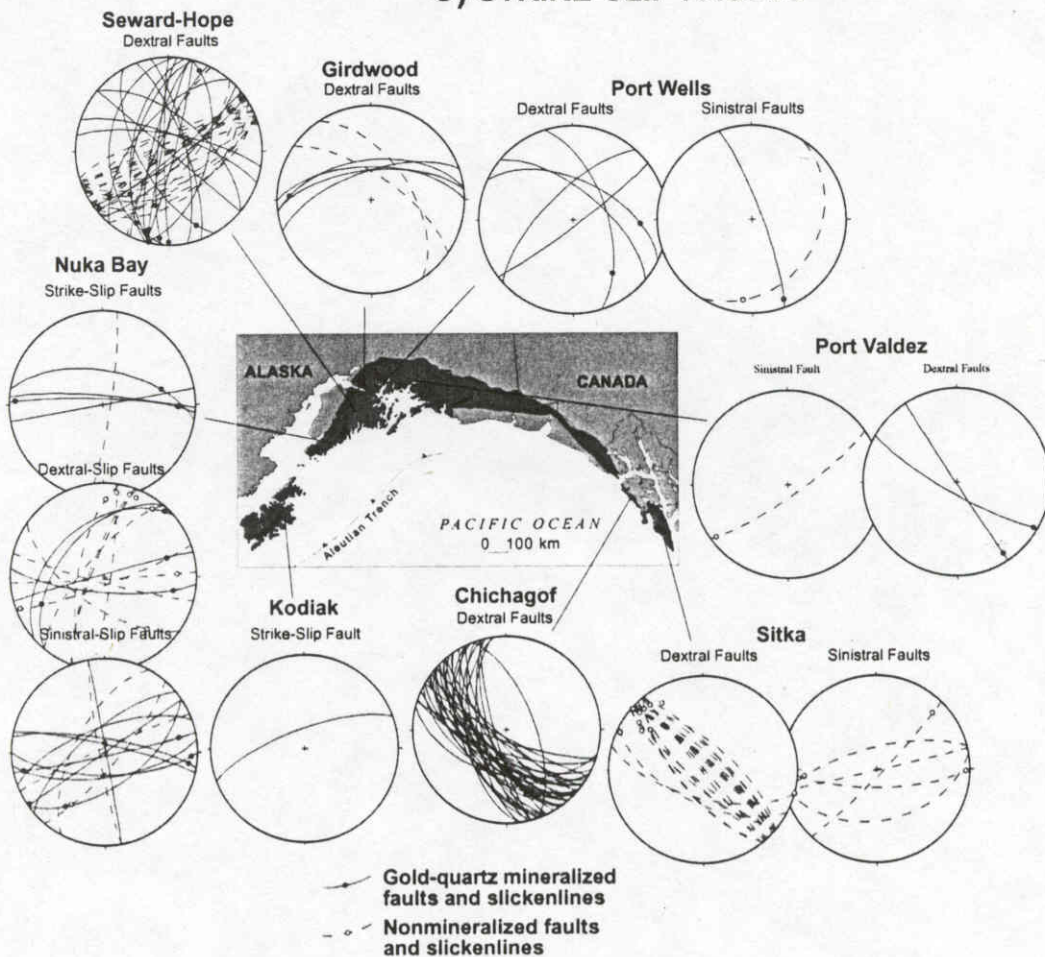 Seward-Hope
Dextral Faults
Girdwood
Dextral Faults
Port Wells
Dextral Faults
Sinistral Faults
Nuka Bay
Strike-Slip Faults
Dextral-Slip Faults
Sinistral-Slip Faults
ALASKA
CANADA
Aleutian Trench
PACIFIC OCEAN
0 100 km
Port Valdez
Sinistral Fault
Dextral Faults
Kodiak
Strike-Slip Fault
Chichagof
Dextral Faults
Sitka
Dextral Faults
Sinistral Faults
Gold-quartz mineralized
faults and slickenlines
Nonmineralized faults
and slickenlines